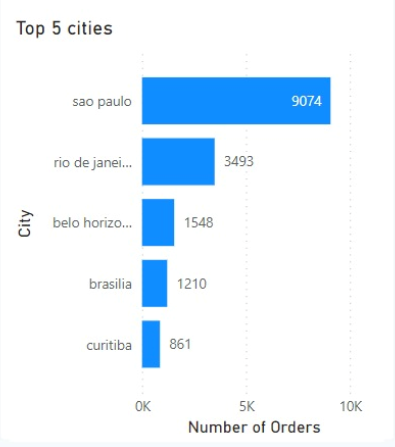 Top 5 cities
sao paulo 9074
rio de janei... 3493
belo horizo... 1548
brasilia 1210
curitiba 861
City
0K 5K 10K
Number of Orders